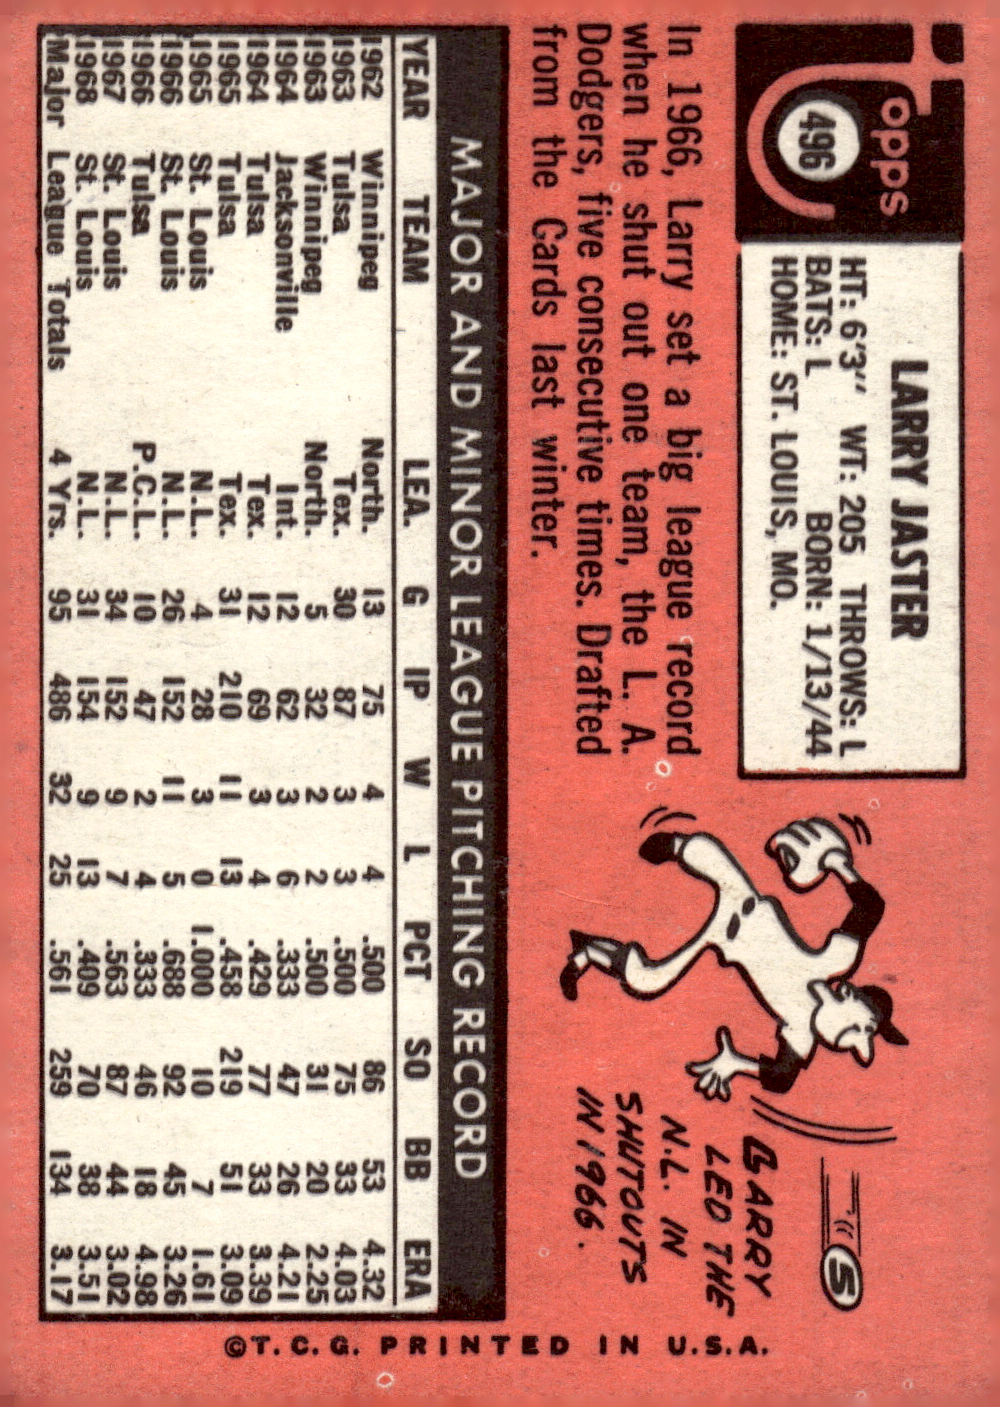 Topps
496
LARRY JASTER
HT: 6'3" WT: 205 THROWS: L
BATS: L BORN: 1/13/44
HOME: ST. LOUIS, MO.
In 1966, Larry set a big league record
when he shut out one team, the L. A.
Dodgers, five consecutive times. Drafted
from the Cards last winter.
5
LARRY
LED THE
N.L. IN
SHUTOUTS
IN 1966.
MAJOR AND MINOR LEAGUE PITCHING RECORD
YEAR TEAM LEA. G IP W L PCT SO BB ERA
1962 Winnipeg North. 13 75 4 4 .500 86 53 4.32
1963 Tulsa Tex. 30 87 3 3 .500 75 33 4.03
1963 Winnipeg North. 5 32 2 2 .500 31 20 2.25
1964 Jacksonville Int. 12 62 3 6 .333 47 26 4.21
1964 Tulsa Tex. 12 69 3 4 .429 77 33 3.39
1965 Tulsa Tex. 31 210 11 13 .458 219 51 3.09
1965 St. Louis N.L. 4 28 3 0 1.000 10 7 1.61
1966 St. Louis N.L. 26 152 11 5 .688 92 45 3.26
1966 Tulsa P.C.L. 10 47 2 4 .333 46 18 4.98
1967 St. Louis N.L. 34 152 9 7 .563 87 44 3.02
1968 St. Louis N.L. 31 154 9 13 .409 70 38 3.51
Major League Totals 4 Yrs. 95 486 32 25 .561 259 134 3.17
©T.C.G. PRINTED IN U.S.A.